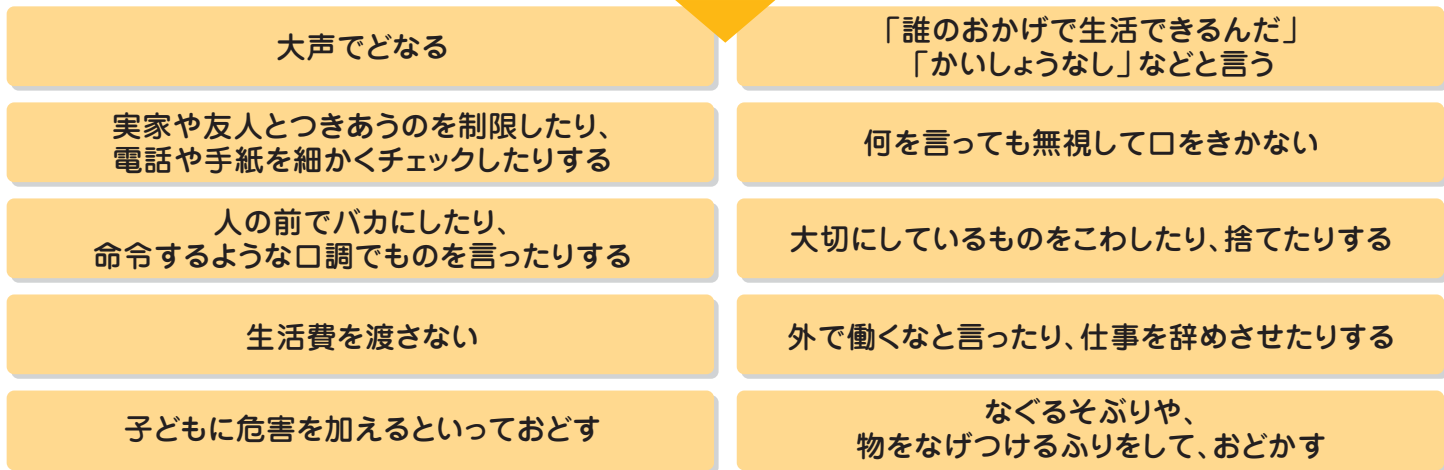 大声でどなる
「誰のおかげで生活できるんだ」
「かいしょうなし」などと言う
実家や友人とつきあうのを制限したり、
電話や手紙を細かくチェックしたりする
何を言っても無視して口をきかない
人の前でバカにしたり、
命令するような口調でものを言ったりする
大切にしているものをこわしたり、捨てたりする
生活費を渡さない
外で働くなと言ったり、仕事を辞めさせたりする
子どもに危害を加えるといっておどす
なぐるそぶりや、
物をなげつけるふりをして、おどかす